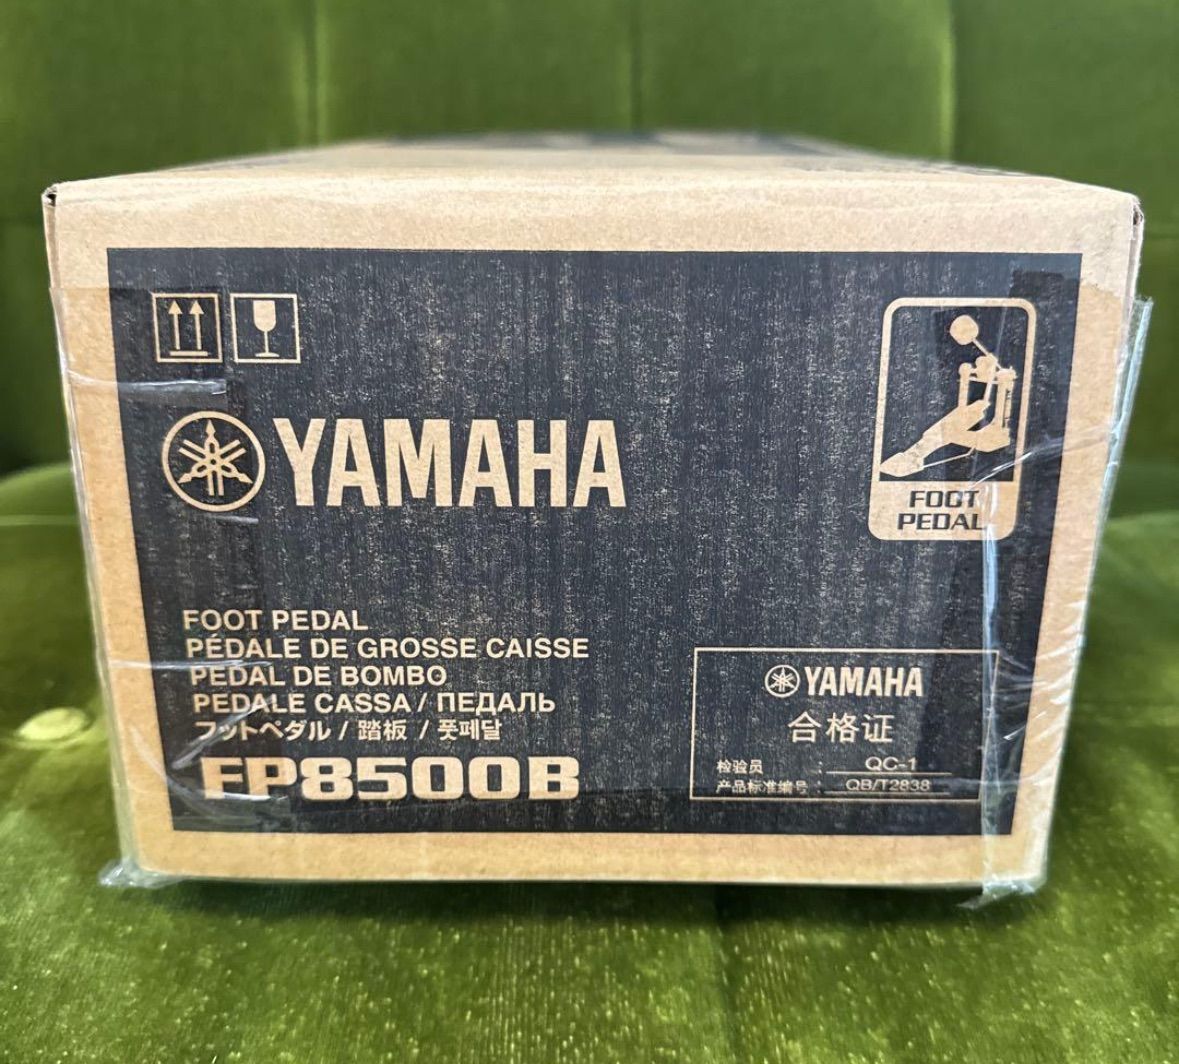 YAMAHA
FOOT
PEDAL
FOOT PEDAL
PÉDALE DE GROSSE CAISSE
PEDAL DE BOMBO
PEDALE CASSA / ПЕДАЛЬ
フットペダル / 踏板 / 풋페달
FP8500B
YAMAHA
合格证
检验员 : QC-1
产品标准编号 : QB/T2838